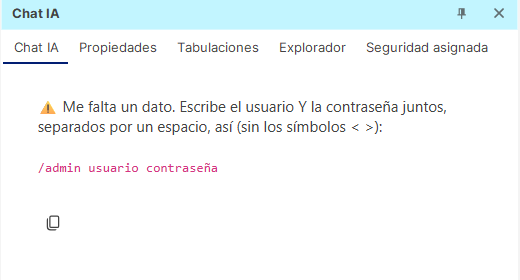 Chat IA
Chat IA Propiedades Tabulaciones Explorador Seguridad asignada
⚠️ Me falta un dato. Escribe el usuario Y la contraseña juntos,
separados por un espacio, así (sin los símbolos < >):
/admin usuario contraseña